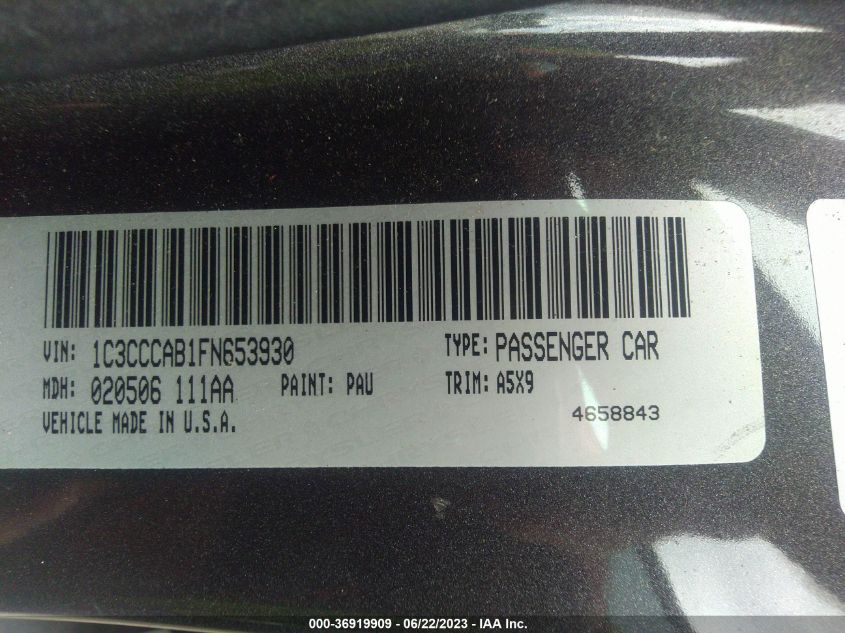 VIN: 1C3CCCAB1FN653930 TYPE: PASSENGER CAR
MDH: 020506 111AA PAINT: PAU TRIM: A5X9
VEHICLE MADE IN U.S.A. 4658843
000-36919909 - 06/22/2023 - IAA Inc.